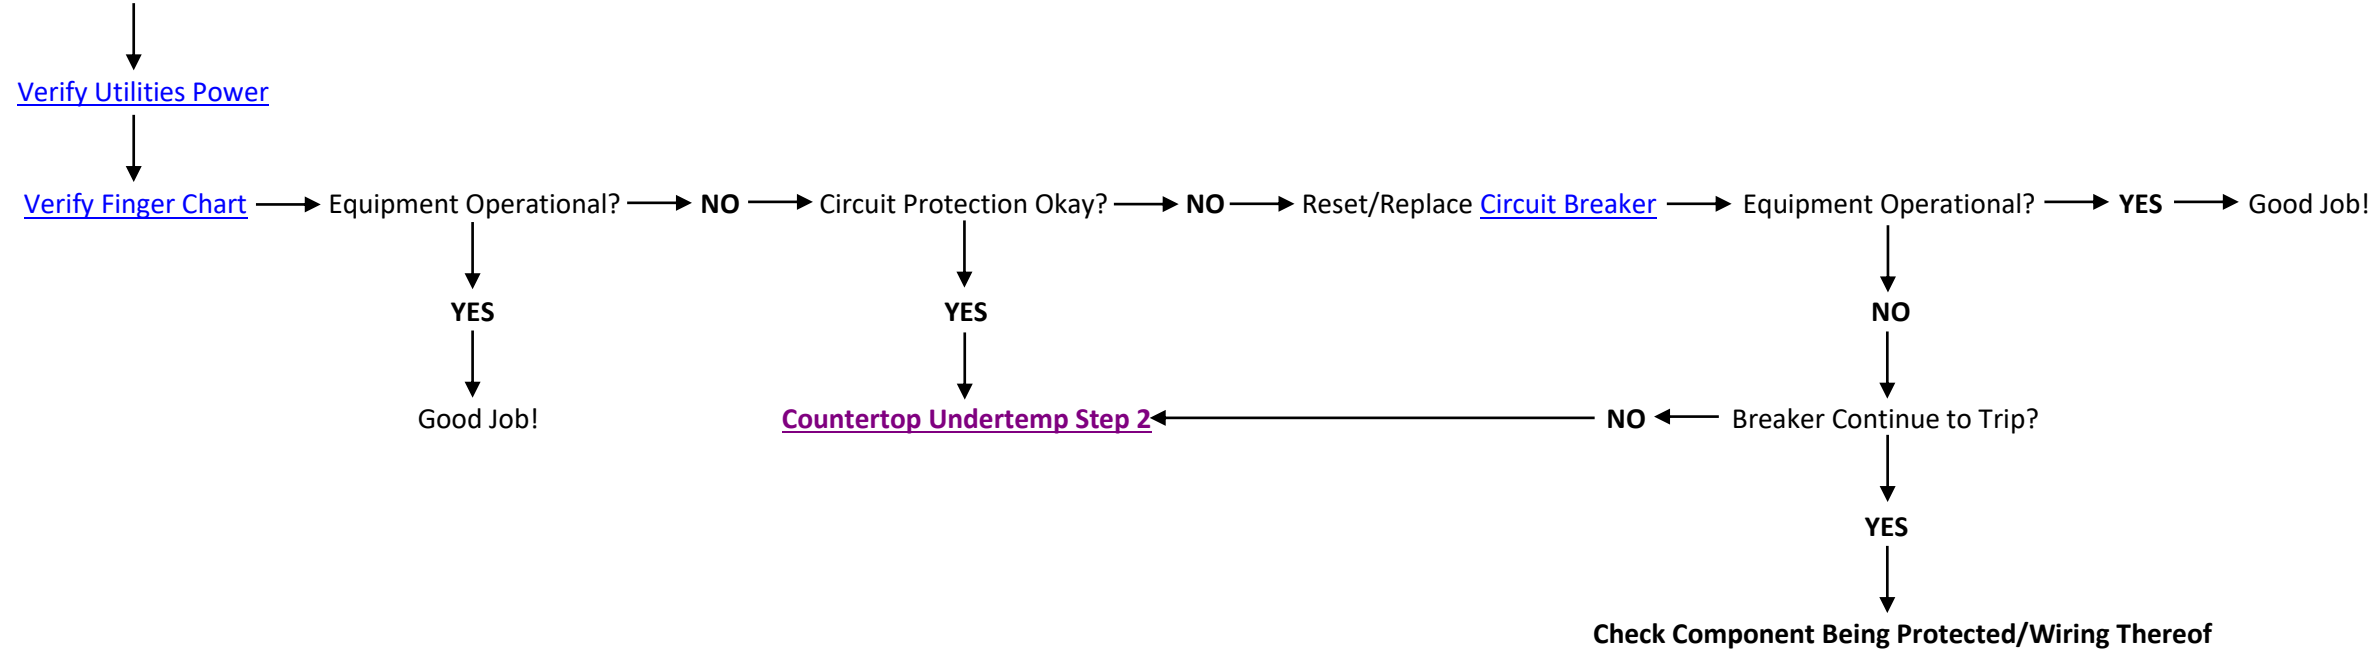 Verify Utilities Power
Verify Finger Chart Equipment Operational? NO Circuit Protection Okay? NO Reset/Replace Circuit Breaker Equipment Operational? YES Good Job!
YES YES NO
Good Job! Countertop Undertemp Step 2 NO Breaker Continue to Trip?
YES
Check Component Being Protected/Wiring Thereof